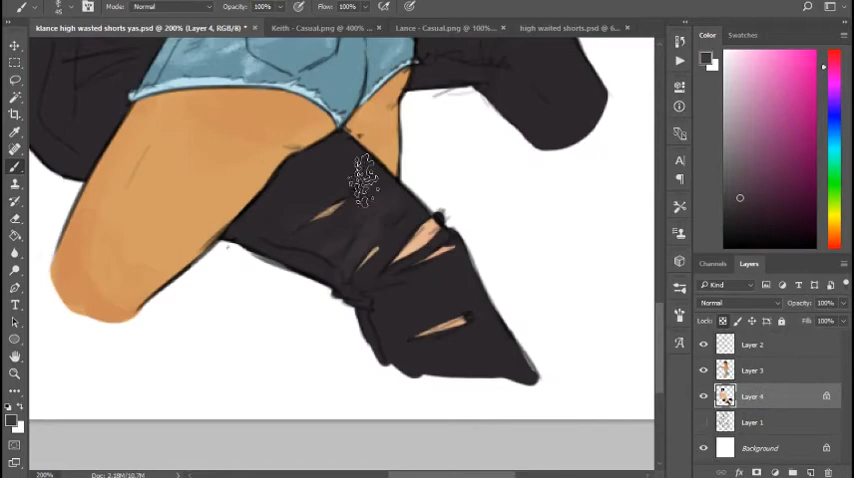 45 Mode: Normal Opacity: 100% Flow: 100%
klance high wasted shorts yas.psd @ 200% (Layer 4, RGB/8) * × Keith - Casual.png @ 400% ... × Lance - Casual.png @ 100%... × high waited shorts.psd @ 6... ×
Color Swatches
Channels Layers
Kind
Normal Opacity: 100%
Lock: Fill: 100%
Layer 2
Layer 3
Layer 4
Layer 1
Background
200% Doc: 2.18M/10.7M